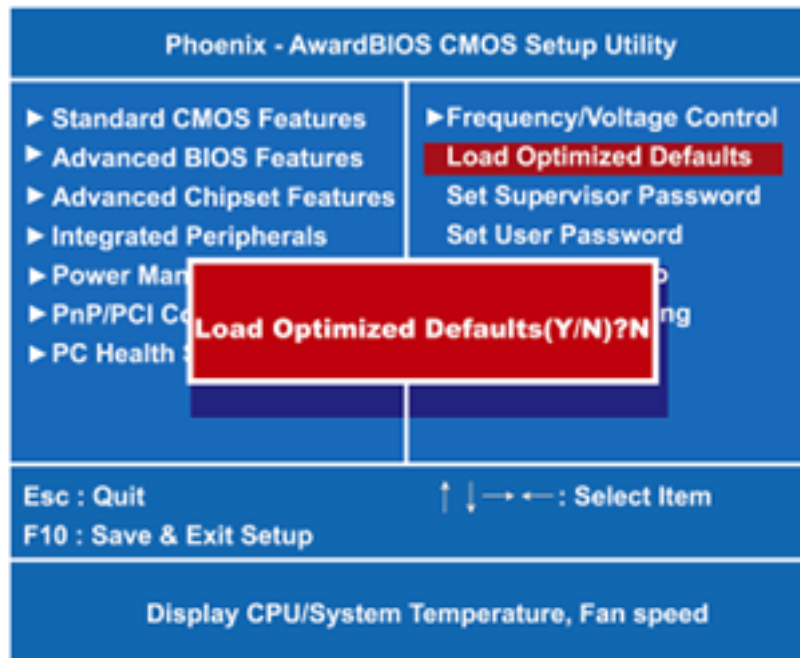 Phoenix - AwardBIOS CMOS Setup Utility
▶ Standard CMOS Features
▶ Advanced BIOS Features
▶ Advanced Chipset Features
▶ Integrated Peripherals
▶ Power Man
▶ PnP/PCI Co
▶ PC Health
▶ Frequency/Voltage Control
Load Optimized Defaults
Set Supervisor Password
Set User Password
ng
Load Optimized Defaults(Y/N)?N
Esc : Quit
↑ ↓ → ← : Select Item
F10 : Save & Exit Setup
Display CPU/System Temperature, Fan speed